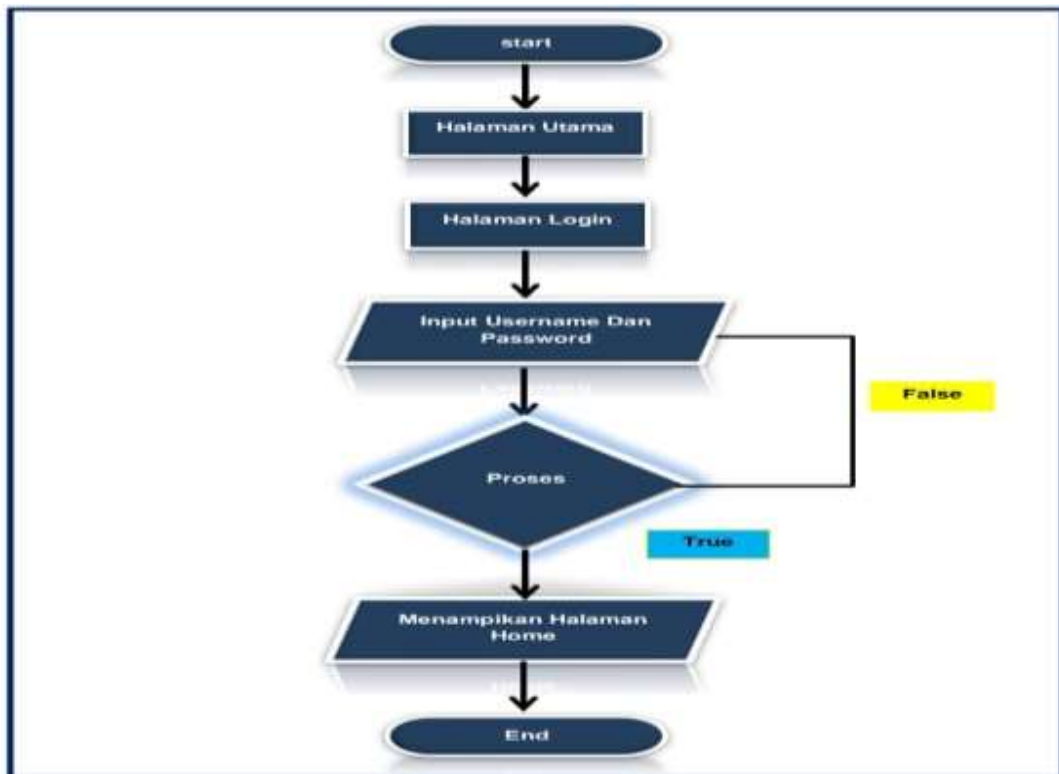 start
Halaman Utama
Halaman Login
Input Username Dan
Password
False
Proses
True
Menampikan Halaman
Home
End